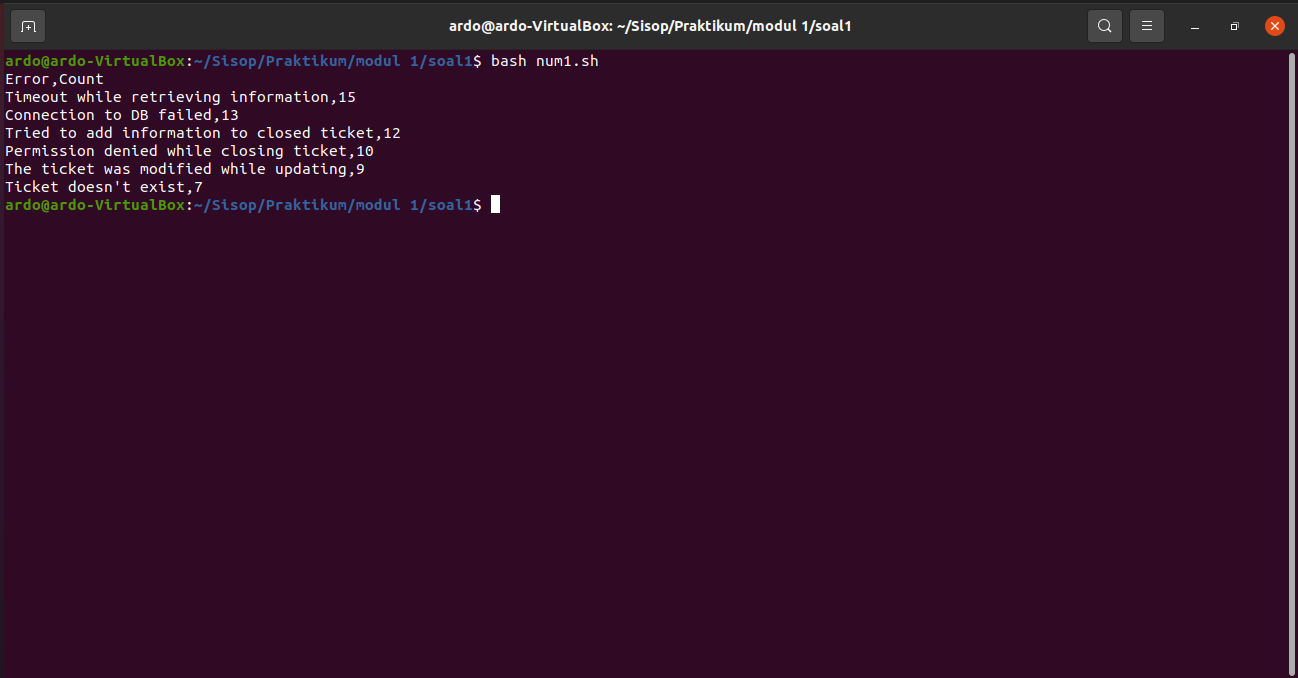 ardo@ardo-VirtualBox: ~/Sisop/Praktikum/modul 1/soal1
ardo@ardo-VirtualBox:~/Sisop/Praktikum/modul 1/soal1$ bash num1.sh
Error,Count
Timeout while retrieving information,15
Connection to DB failed,13
Tried to add information to closed ticket,12
Permission denied while closing ticket,10
The ticket was modified while updating,9
Ticket doesn't exist,7
ardo@ardo-VirtualBox:~/Sisop/Praktikum/modul 1/soal1$